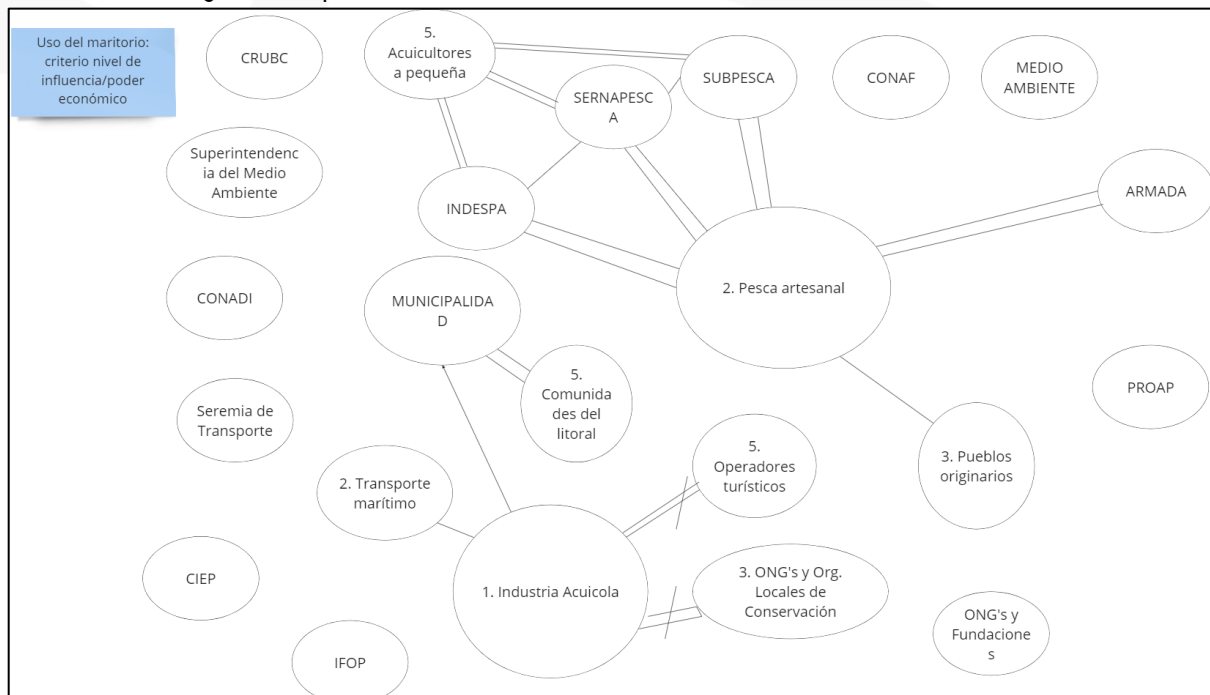 Uso del maritorio:
criterio nivel de
influencia/poder
económico
CRUBC
5.
Acuicultores
a pequeña
SERNAPESC
A
SUBPESCA
CONAF
MEDIO
AMBIENTE
Superintendenc
ia del Medio
Ambiente
INDESPA
ARMADA
CONADI
MUNICIPALIDA
D
2. Pesca artesanal
5.
Comunida
des del
litoral
PROAP
Seremia de
Transporte
2. Transporte
marítimo
5.
Operadores
turísticos
3. Pueblos
originarios
CIEP
1. Industria Acuicola
3. ONG's y Org.
Locales de
Conservación
ONG's y
Fundacione
s
IFOP